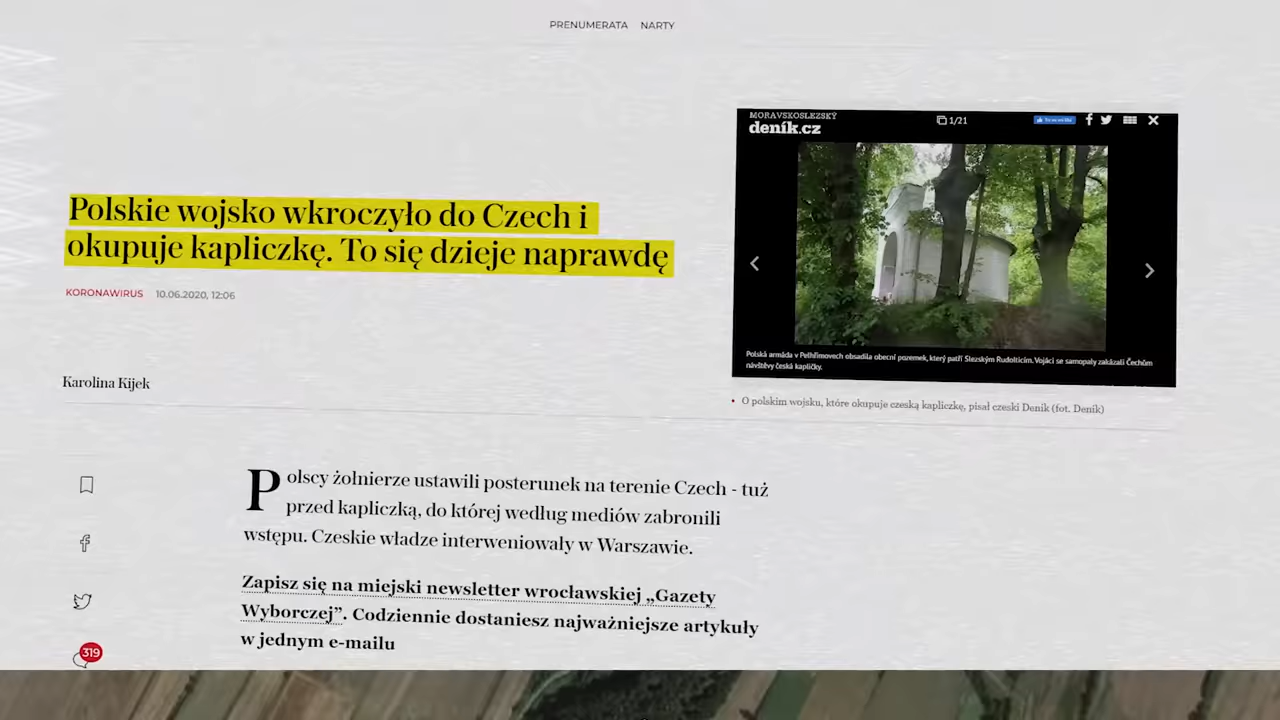 PRENUMERATA NARTY
MORAVSKOSLEZSKÝ
deník.cz
1/21
Polskie wojsko wkroczyło do Czech i
okupuje kapliczkę. To się dzieje naprawdę
KORONAWIRUS 10.06.2020, 12:06
Polská armáda v Pelhřimovech obsadila obecní pozemek, který patří Slezským Rudolticím. Vojáci se samopaly zakázali Čechům
návštěvy česká kapličky.
Karolina Kijek
• O polskim wojsku, które okupuje czeską kapliczkę, pisał czeski Denik (fot. Deník)
Polscy żołnierze ustawili posterunek na terenie Czech - tuż
przed kapliczką, do której według mediów zabronili
wstępu. Czeskie władze interweniowały w Warszawie.
Zapisz się na miejski newsletter wrocławskiej „Gazety
Wyborczej”. Codziennie dostaniesz najważniejsze artykuły
w jednym e-mailu
319